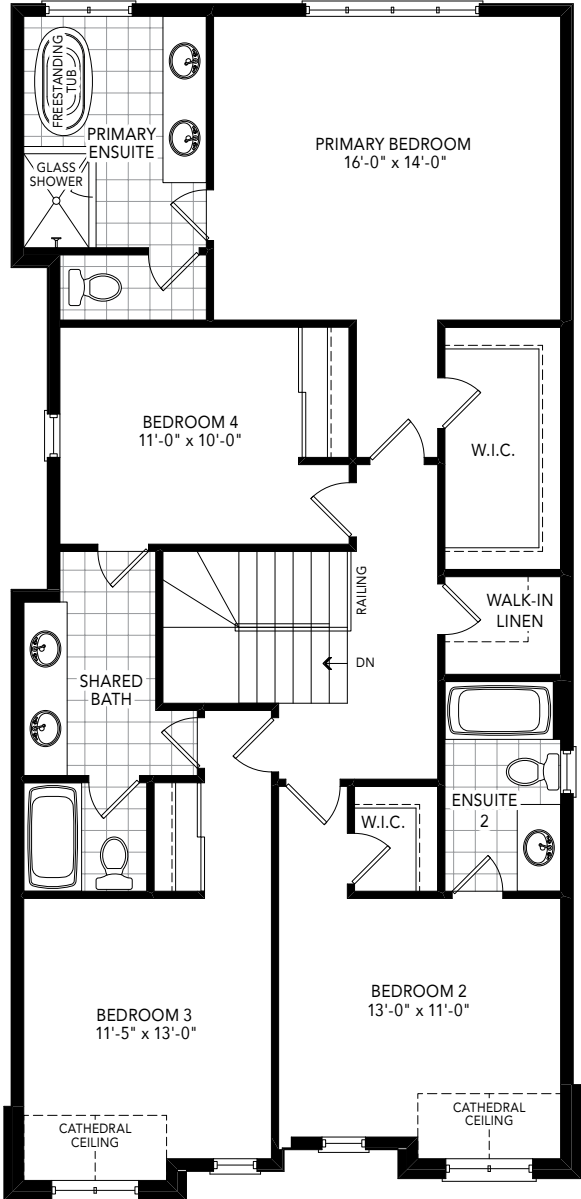 FREESTANDING
TUB
PRIMARY
ENSUITE
GLASS
SHOWER
PRIMARY BEDROOM
16'-0" x 14'-0"
BEDROOM 4
11'-0" x 10'-0"
W.I.C.
RAILING
WALK-IN
LINEN
DN
SHARED
BATH
W.I.C.
ENSUITE
2
BEDROOM 2
13'-0" x 11'-0"
BEDROOM 3
11'-5" x 13'-0"
CATHEDRAL
CEILING
CATHEDRAL
CEILING